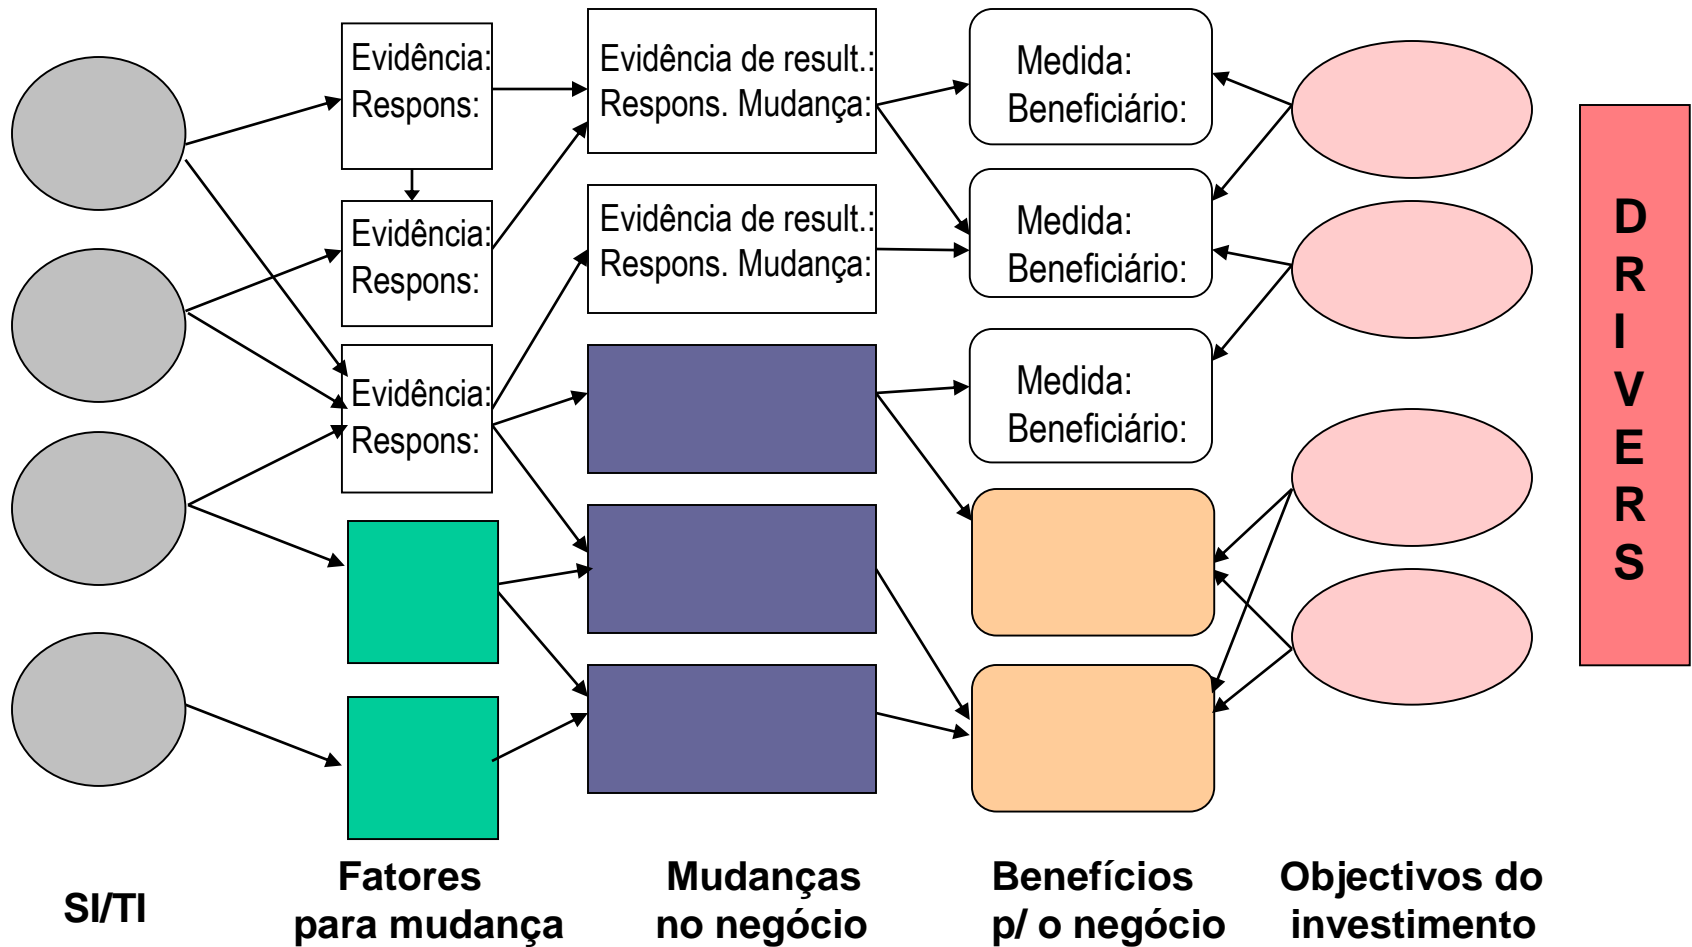 Evidência:
Respons:
Evidência:
Respons:
Evidência:
Respons:
Evidência de result.:
Respons. Mudança:
Evidência de result.:
Respons. Mudança:
Medida:
Beneficiário:
Medida:
Beneficiário:
Medida:
Beneficiário:
D
R
I
V
E
R
S
SI/TI
Fatores
para mudança
Mudanças
no negócio
Benefícios
p/ o negócio
Objectivos do
investimento